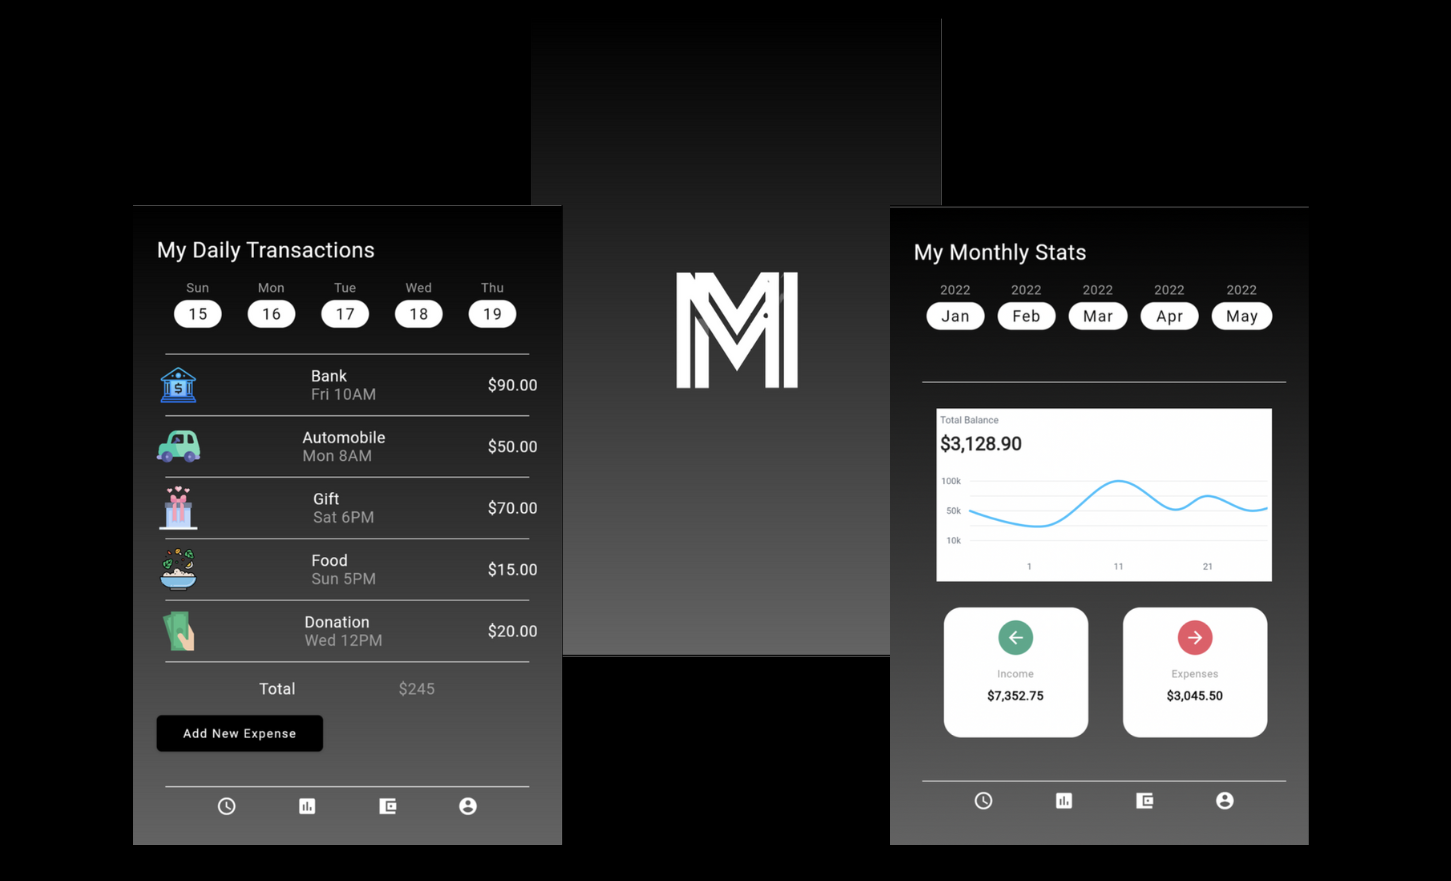 My Daily Transactions
Sun Mon Tue Wed Thu
15 16 17 18 19
Bank
Fri 10AM
$90.00
Automobile
Mon 8AM
$50.00
Gift
Sat 6PM
$70.00
Food
Sun 5PM
$15.00
Donation
Wed 12PM
$20.00
Total $245
Add New Expense
M
My Monthly Stats
2022 2022 2022 2022 2022
Jan Feb Mar Apr May
Total Balance
$3,128.90
100k
50k
10k
1 11 21
Income
$7,352.75
Expenses
$3,045.50